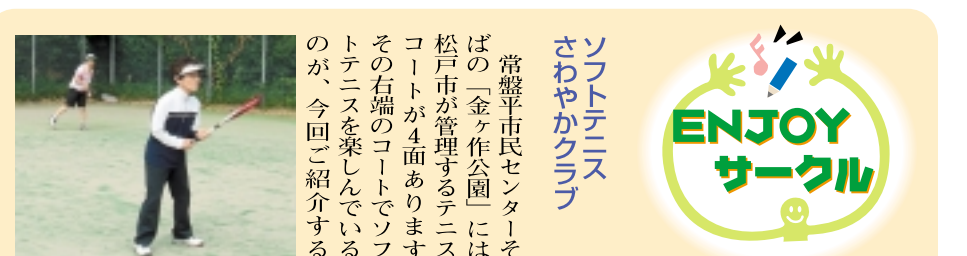 ENJOY
サークル
ソフトテニス
さわやかクラブ
常盤平市民センターそ
ばの「金ヶ作公園」には
松戸市が管理するテニス
コートが4面あります
その右端のコートでソフ
トテニスを楽しんでいる
のが、今回ご紹介する